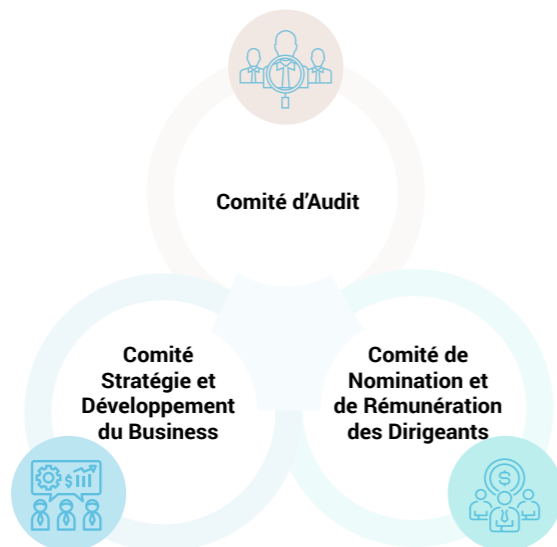 Comité d’Audit
Comité
Stratégie et
Développement
du Business
Comité de
Nomination et
de Rémunération
des Dirigeants
$
$